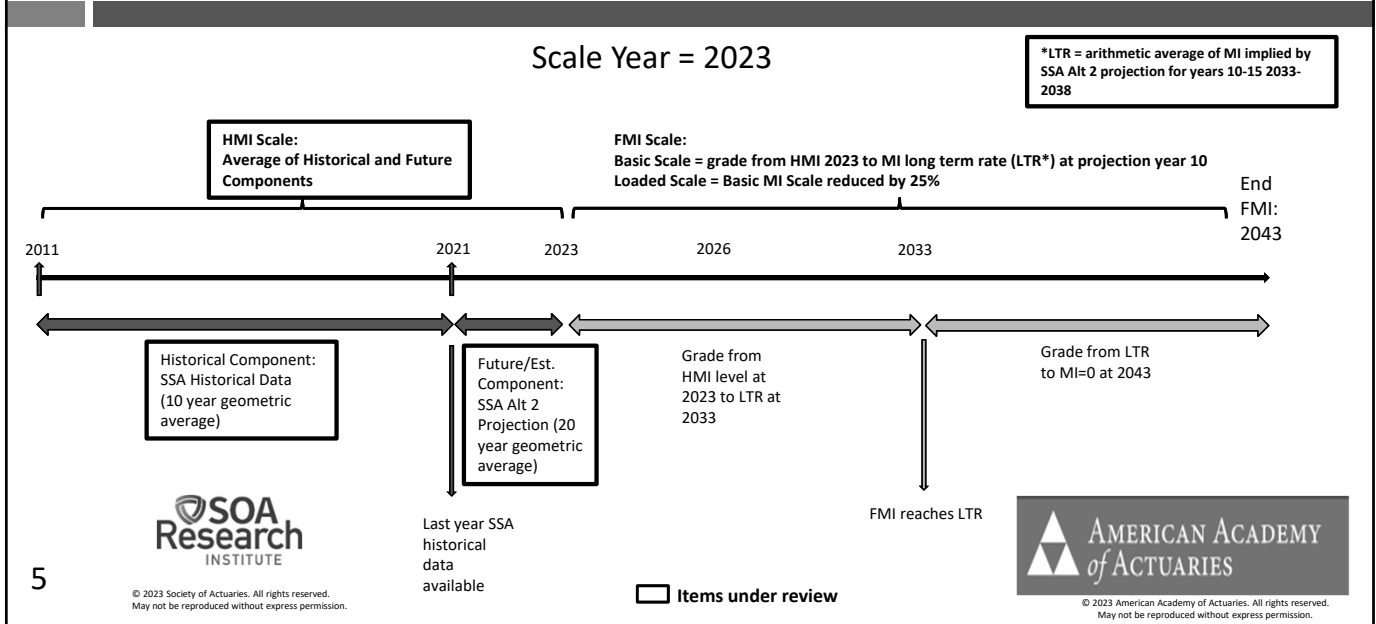 Scale Year = 2023
*LTR = arithmetic average of MI implied by
SSA Alt 2 projection for years 10-15 2033-
2038
HMI Scale:
Average of Historical and Future
Components
FMI Scale:
Basic Scale = grade from HMI 2023 to MI long term rate (LTR*) at projection year 10
Loaded Scale = Basic MI Scale reduced by 25%
End
FMI:
2043
2011
2021
2023
2026
2033
Historical Component:
SSA Historical Data
(10 year geometric
average)
Future/Est.
Component:
SSA Alt 2
Projection (20
year geometric
average)
Grade from
HMI level at
2023 to LTR at
2033
Grade from LTR
to MI=0 at 2043
Last year SSA
historical
data
available
FMI reaches LTR
SOA
Research
INSTITUTE
AMERICAN ACADEMY
of ACTUARIES
5
© 2023 Society of Actuaries. All rights reserved.
May not be reproduced without express permission.
Items under review
© 2023 American Academy of Actuaries. All rights reserved.
May not be reproduced without express permission.